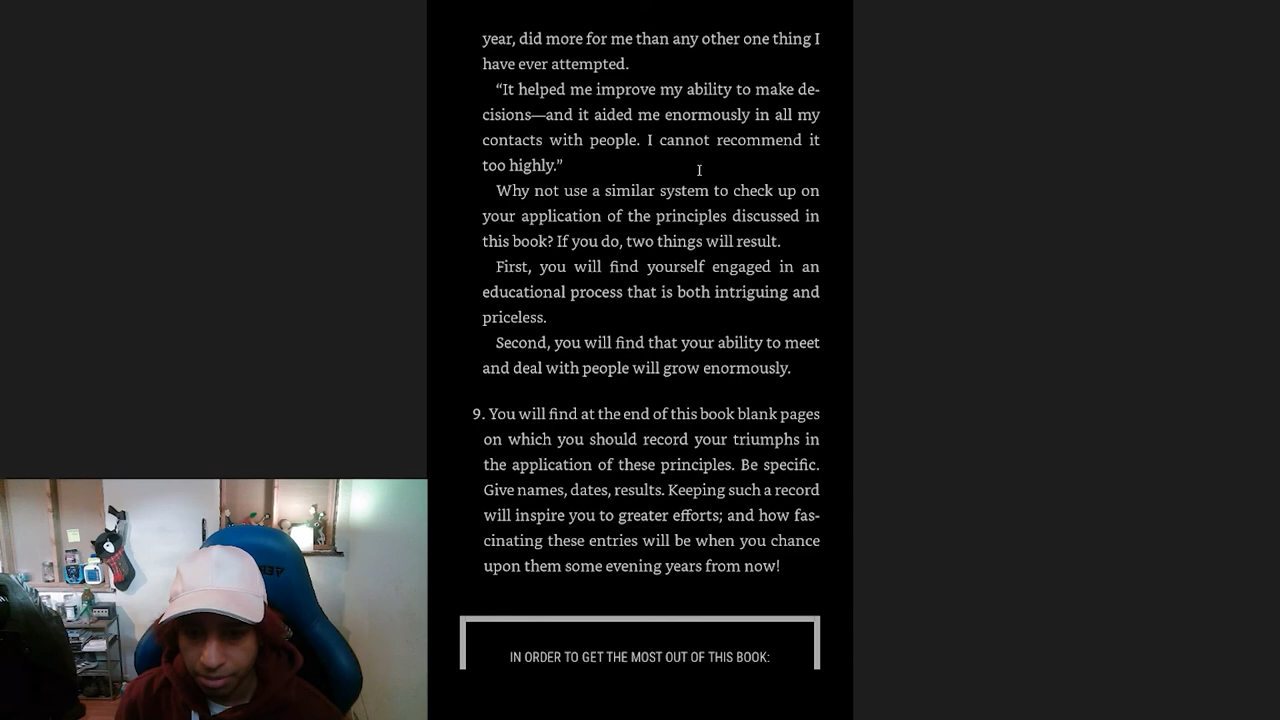 year, did more for me than any other one thing I
have ever attempted.
“It helped me improve my ability to make de-
cisions—and it aided me enormously in all my
contacts with people. I cannot recommend it
too highly.”
Why not use a similar system to check up on
your application of the principles discussed in
this book? If you do, two things will result.
First, you will find yourself engaged in an
educational process that is both intriguing and
priceless.
Second, you will find that your ability to meet
and deal with people will grow enormously.
9. You will find at the end of this book blank pages
on which you should record your triumphs in
the application of these principles. Be specific.
Give names, dates, results. Keeping such a record
will inspire you to greater efforts; and how fas-
cinating these entries will be when you chance
upon them some evening years from now!
IN ORDER TO GET THE MOST OUT OF THIS BOOK: